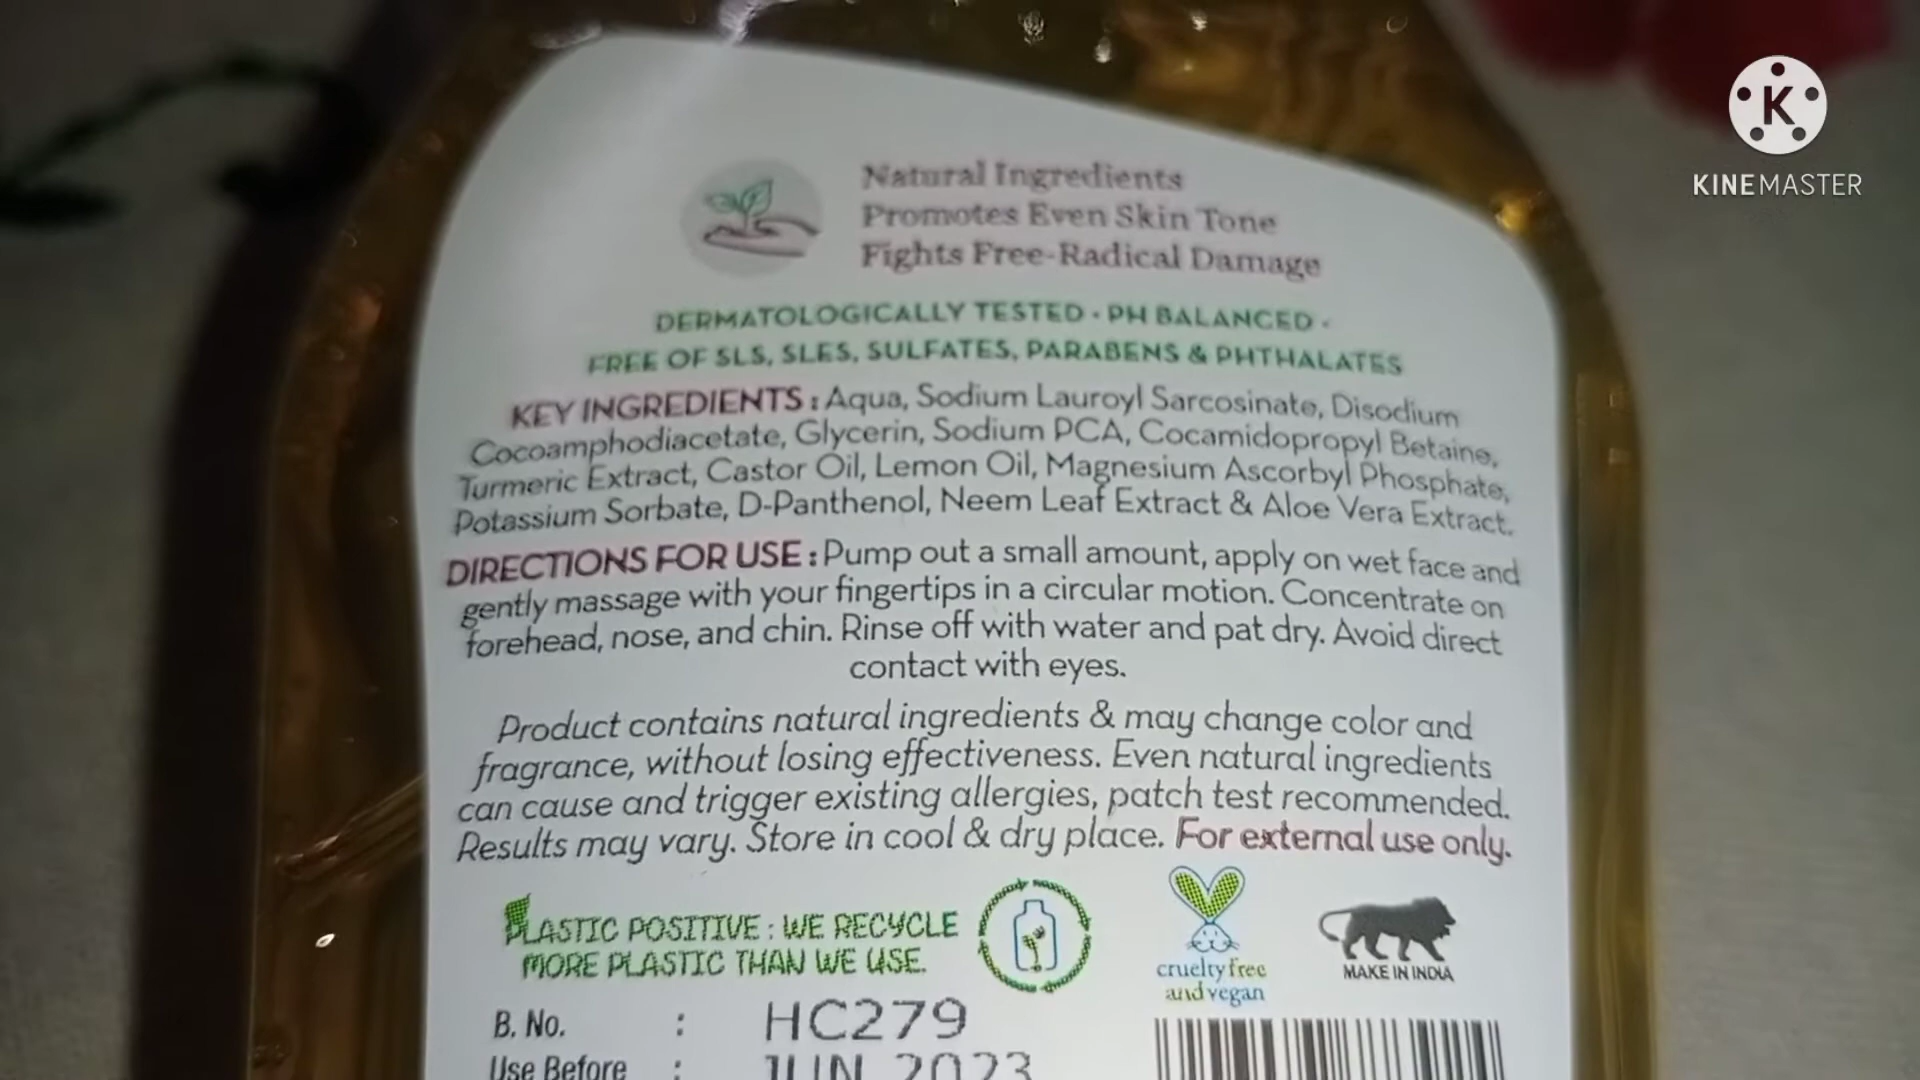 K
KINEMASTER
Natural Ingredients
Promotes Even Skin Tone
Fights Free-Radical Damage
DERMATOLOGICALLY TESTED • PH BALANCED •
FREE OF SLS, SLES, SULFATES, PARABENS & PHTHALATES
KEY INGREDIENTS : Aqua, Sodium Lauroyl Sarcosinate, Disodium
Cocoamphodiacetate, Glycerin, Sodium PCA, Cocamidopropyl Betaine,
Turmeric Extract, Castor Oil, Lemon Oil, Magnesium Ascorbyl Phosphate,
Potassium Sorbate, D-Panthenol, Neem Leaf Extract & Aloe Vera Extract.
DIRECTIONS FOR USE : Pump out a small amount, apply on wet face and
gently massage with your fingertips in a circular motion. Concentrate on
forehead, nose, and chin. Rinse off with water and pat dry. Avoid direct
contact with eyes.
Product contains natural ingredients & may change color and
fragrance, without losing effectiveness. Even natural ingredients
can cause and trigger existing allergies, patch test recommended.
Results may vary. Store in cool & dry place. For external use only.
PLASTIC POSITIVE : WE RECYCLE
MORE PLASTIC THAN WE USE.
cruelty free
and vegan
MAKE IN INDIA
B. No. : HC279
Use Before : JUN 2023